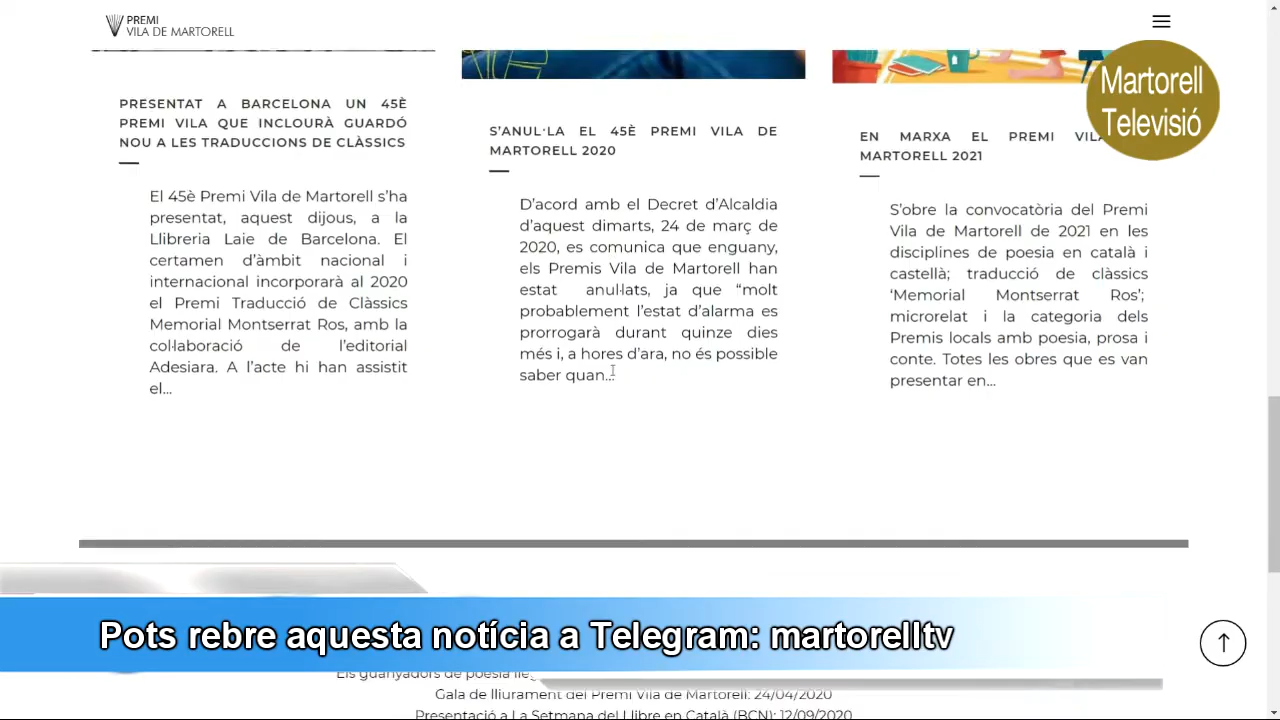 PREMI
VILA DE MARTORELL
Martorell
Televisió
PRESENTAT A BARCELONA UN 45È
PREMI VILA QUE INCLOURÀ GUARDÓ
NOU A LES TRADUCCIONS DE CLÀSSICS
El 45è Premi Vila de Martorell s’ha
presentat, aquest dijous, a la
Llibreria Laie de Barcelona. El
certamen d’àmbit nacional i
internacional incorporarà al 2020
el Premi Traducció de Clàssics
Memorial Montserrat Ros, amb la
col·laboració de l’editorial
Adesiara. A l’acte hi han assistit
el...
S’ANUL·LA EL 45È PREMI VILA DE
MARTORELL 2020
D’acord amb el Decret d’Alcaldia
d’aquest dimarts, 24 de març de
2020, es comunica que enguany,
els Premis Vila de Martorell han
estat anul·lats, ja que “molt
probablement l’estat d’alarma es
prorrogarà durant quinze dies
més i, a hores d’ara, no és possible
saber quan...
EN MARXA EL PREMI
MARTORELL 2021
S’obre la convocatòria del Premi
Vila de Martorell de 2021 en les
disciplines de poesia en català i
castellà; traducció de clàssics
‘Memorial Montserrat Ros’;
microrelat i la categoria dels
Premis locals amb poesia, prosa i
conte. Totes les obres que es van
presentar en...
Pots rebre aquesta notícia a Telegram: martorelltv
Els guanyadors de poesia
Gala de lliurament del Premi Vila de Martorell: 24/04/2020
Presentació a La Setmana del Llibre en Català (BCN): 12/09/2020